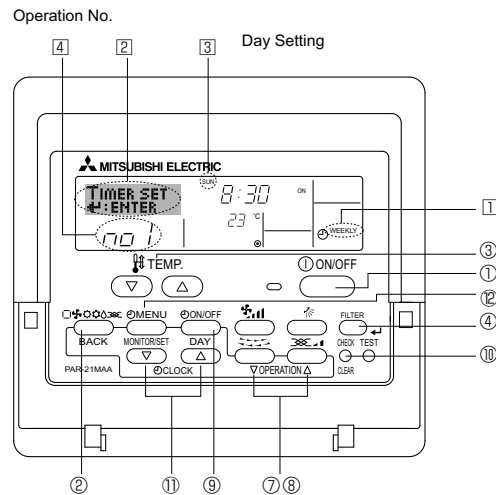 Operation No.
4 2 3 Day Setting
MITSUBISHI ELECTRIC
TIMER SET SUN 8:30 ON
↵:ENTER 23 °C
no 1 WEEKLY
1
TEMP. ON/OFF
3
1
12
MENU ON/OFF FILTER
4
BACK MONITOR/SET DAY CHECK TEST
10
PAR-21MAA CLOCK ▽OPERATION△ CLEAR
2 11 9 7 8